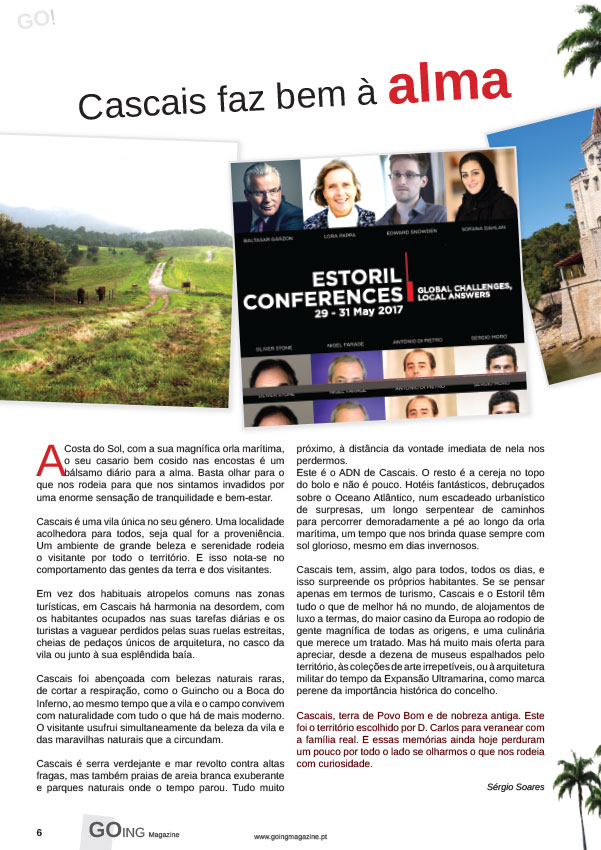 GO!
Cascais faz bem à alma
BALTASAR GARZON
LORA PAPPA
EDWARD SNOWDEN
SOFANA DAHLAN
ESTORIL
CONFERENCES
29 - 31 May 2017
GLOBAL CHALLENGES,
LOCAL ANSWERS
OLIVER STONE
NIGEL FARAGE
ANTONIO DI PIETRO
SERGIO MORO
OLIVER STONE
NIGEL FARAGE
ANTONIO DI PIETRO
SERGIO MORO
A Costa do Sol, com a sua magnífica orla marítima,
o seu casario bem cosido nas encostas é um
bálsamo diário para a alma. Basta olhar para o
que nos rodeia para que nos sintamos invadidos por
uma enorme sensação de tranquilidade e bem-estar.
Cascais é uma vila única no seu género. Uma localidade
acolhedora para todos, seja qual for a proveniência.
Um ambiente de grande beleza e serenidade rodeia
o visitante por todo o território. E isso nota-se no
comportamento das gentes da terra e dos visitantes.
Em vez dos habituais atropelos comuns nas zonas
turísticas, em Cascais há harmonia na desordem, com
os habitantes ocupados nas suas tarefas diárias e os
turistas a vaguear perdidos pelas suas ruelas estreitas,
cheias de pedaços únicos de arquitetura, no casco da
vila ou junto à sua esplêndida baía.
Cascais foi abençoada com belezas naturais raras,
de cortar a respiração, como o Guincho ou a Boca do
Inferno, ao mesmo tempo que a vila e o campo convivem
com naturalidade com tudo o que há de mais moderno.
O visitante usufrui simultaneamente da beleza da vila e
das maravilhas naturais que a circundam.
Cascais é serra verdejante e mar revolto contra altas
fragas, mas também praias de areia branca exuberante
e parques naturais onde o tempo parou. Tudo muito
próximo, à distância da vontade imediata de nela nos
perdermos.
Este é o ADN de Cascais. O resto é a cereja no topo
do bolo e não é pouco. Hotéis fantásticos, debruçados
sobre o Oceano Atlântico, num escadeado urbanístico
de surpresas, um longo serpentear de caminhos
para percorrer demoradamente a pé ao longo da orla
marítima, um tempo que nos brinda quase sempre com
sol glorioso, mesmo em dias invernosos.
Cascais tem, assim, algo para todos, todos os dias, e
isso surpreende os próprios habitantes. Se se pensar
apenas em termos de turismo, Cascais e o Estoril têm
tudo o que de melhor há no mundo, de alojamentos de
luxo a termas, do maior casino da Europa ao rodopio de
gente magnífica de todas as origens, e uma culinária
que merece um tratado. Mas há muito mais oferta para
apreciar, desde a dezena de museus espalhados pelo
território, às coleções de arte irrepetíveis, ou à arquitetura
militar do tempo da Expansão Ultramarina, como marca
perene da importância histórica do concelho.
Cascais, terra de Povo Bom e de nobreza antiga. Este
foi o território escolhido por D. Carlos para veranear com
a família real. E essas memórias ainda hoje perduram
um pouco por todo o lado se olharmos o que nos rodeia
com curiosidade.
Sérgio Soares
6
GOING Magazine
www.goingmagazine.pt